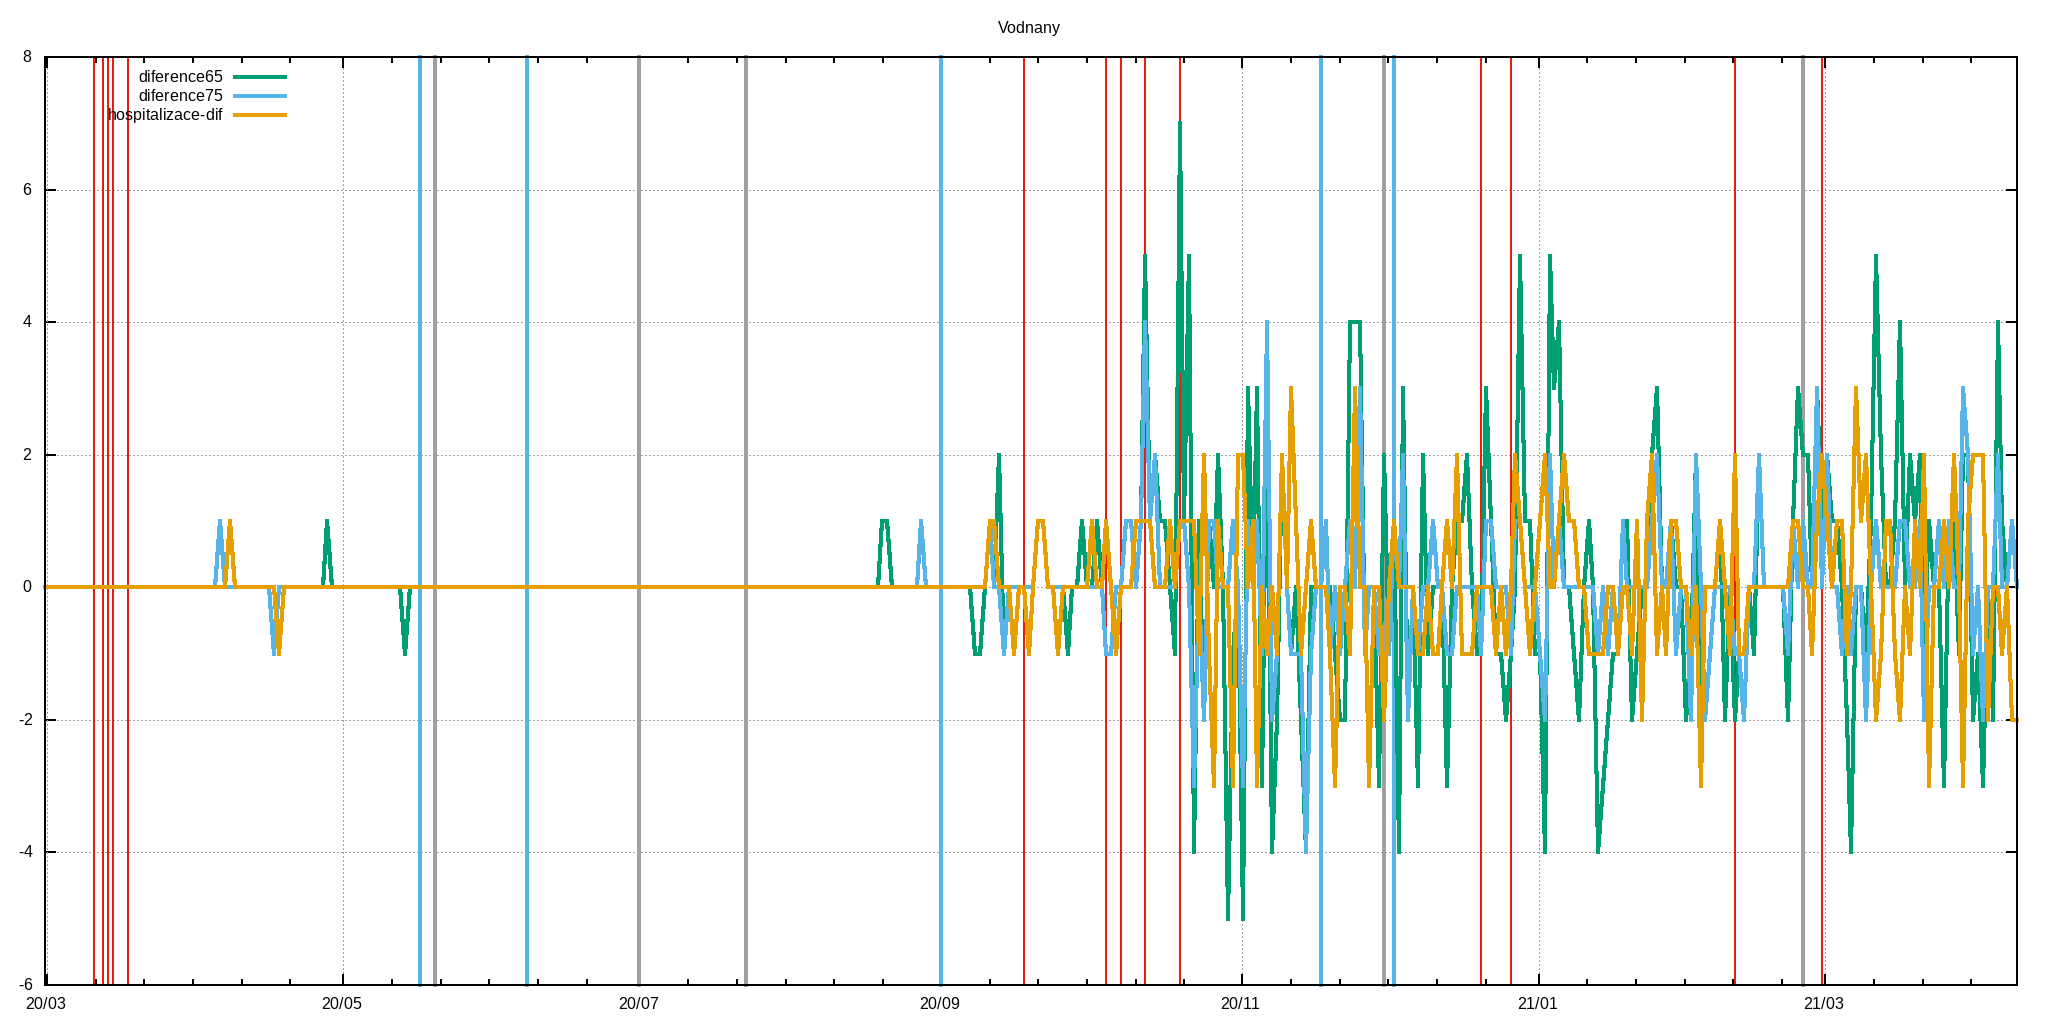 Vodnany
8
diference65
diference75
hospitalizace-dif
6
4
2
0
-2
-4
-6
20/03 20/05 20/07 20/09 20/11 21/01 21/03